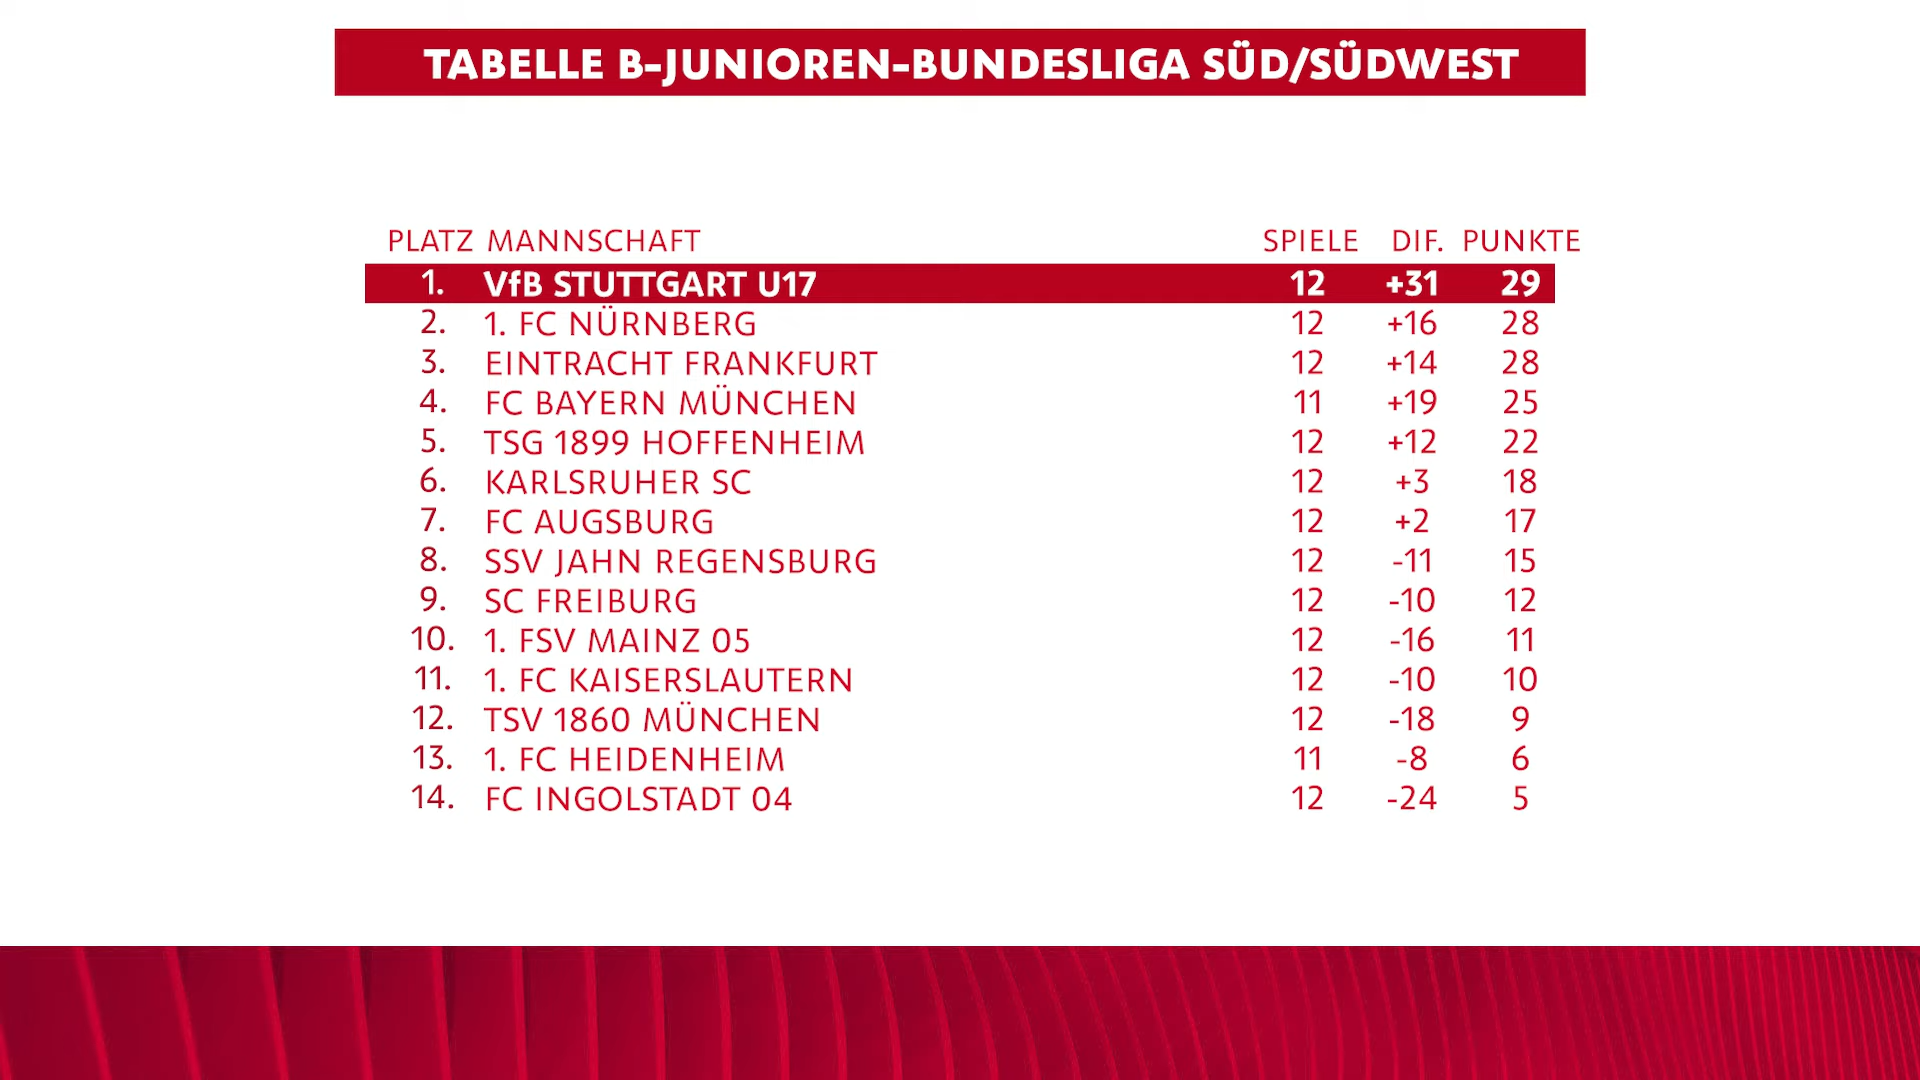 TABELLE B-JUNIOREN-BUNDESLIGA SÜD/SÜDWEST
PLATZ MANNSCHAFT SPIELE DIF. PUNKTE
1. VfB STUTTGART U17 12 +31 29
2. 1. FC NÜRNBERG 12 +16 28
3. EINTRACHT FRANKFURT 12 +14 28
4. FC BAYERN MÜNCHEN 11 +19 25
5. TSG 1899 HOFFENHEIM 12 +12 22
6. KARLSRUHER SC 12 +3 18
7. FC AUGSBURG 12 +2 17
8. SSV JAHN REGENSBURG 12 -11 15
9. SC FREIBURG 12 -10 12
10. 1. FSV MAINZ 05 12 -16 11
11. 1. FC KAISERSLAUTERN 12 -10 10
12. TSV 1860 MÜNCHEN 12 -18 9
13. 1. FC HEIDENHEIM 11 -8 6
14. FC INGOLSTADT 04 12 -24 5